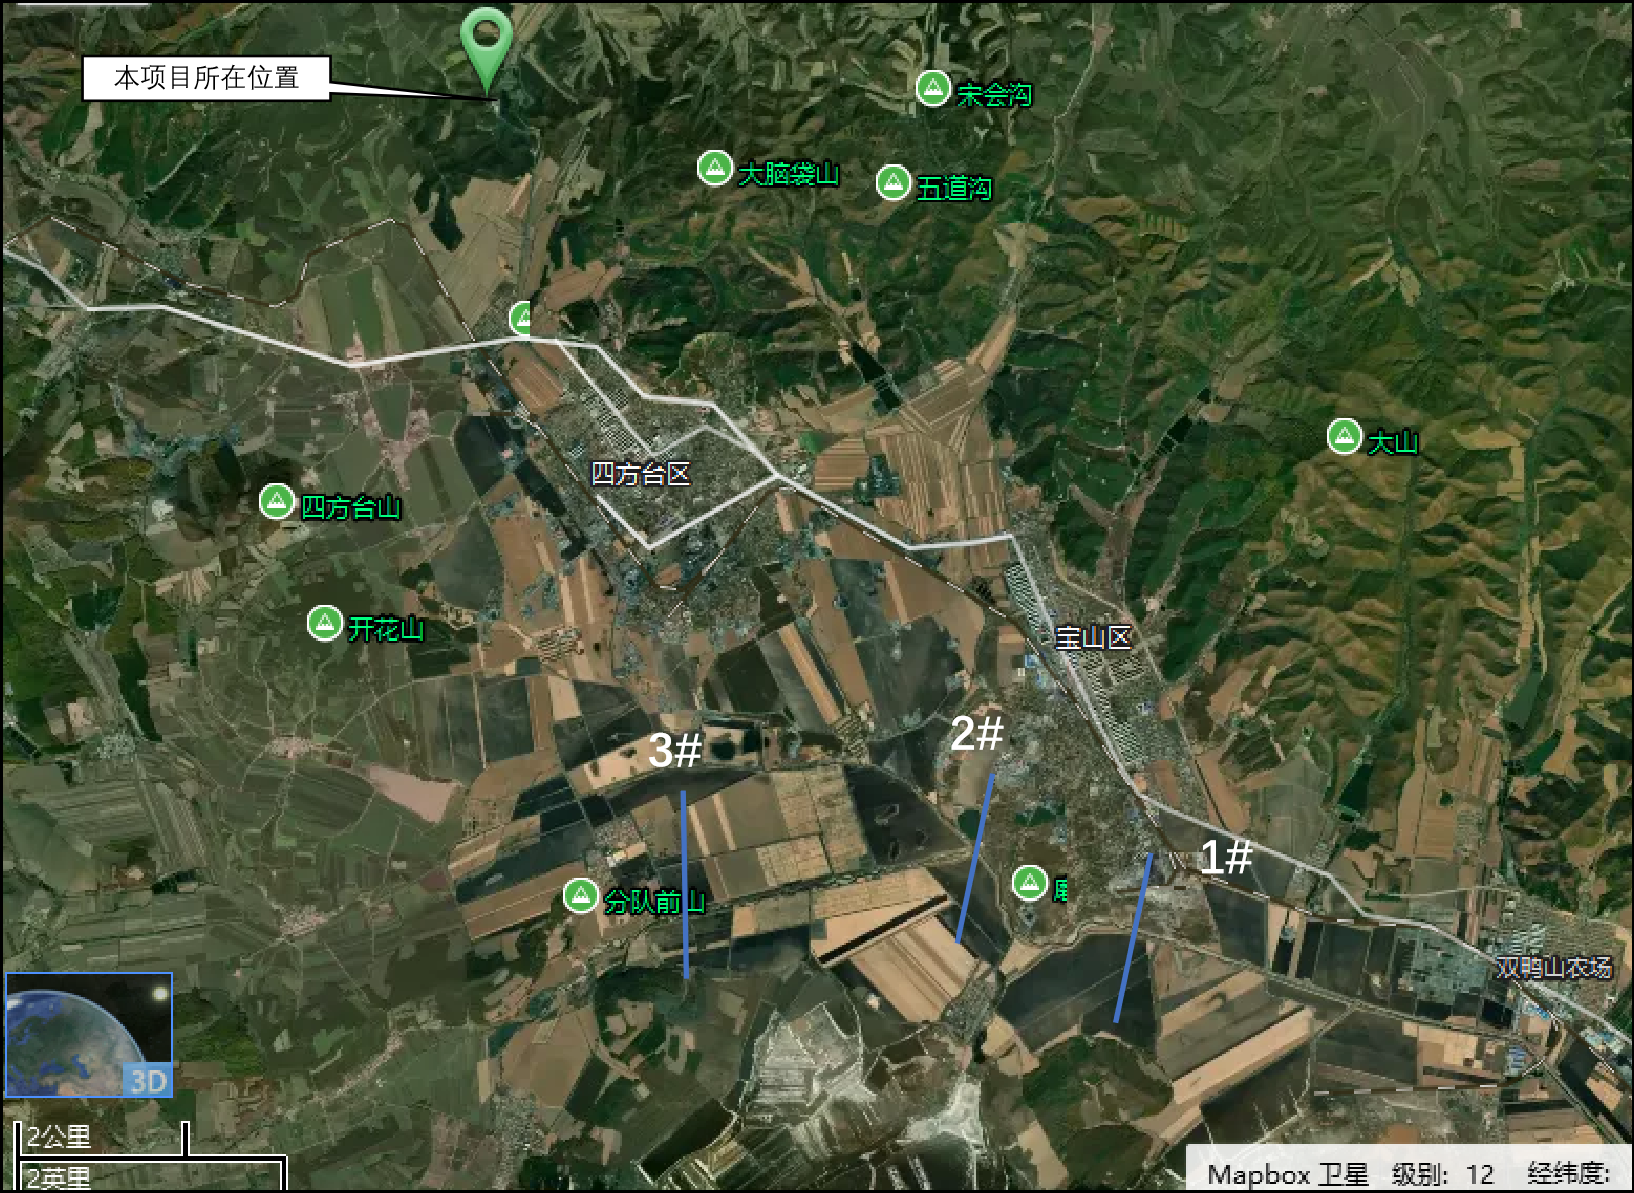 本项目所在位置
宋会沟
大脑袋山
五道沟
大山
四方台区
四方台山
开花山
宝山区
2#
3#
1#
分队前山
双鸭山农场
3D
2公里
2英里
Mapbox 卫星 级别: 12 经纬度: